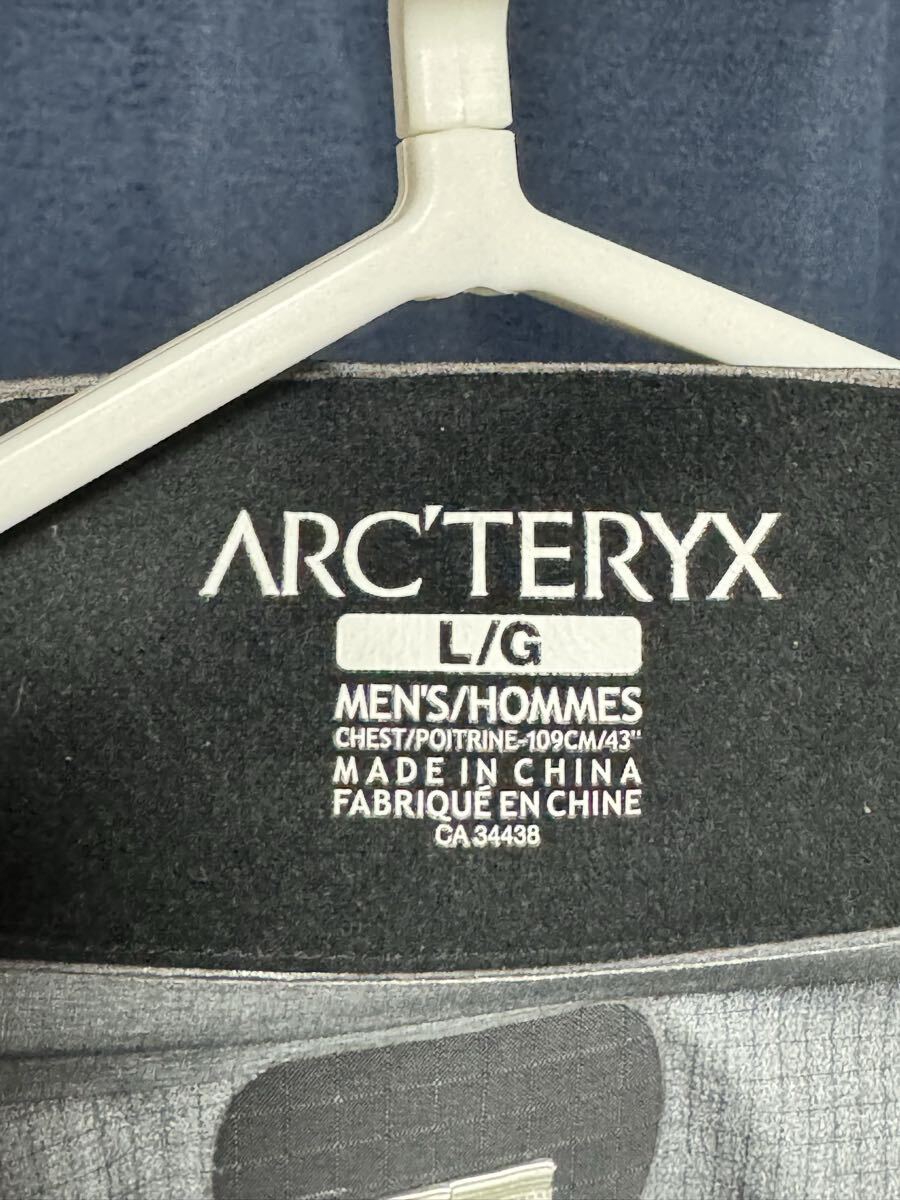 ARC'TERYX
L/G
MEN'S/HOMMES
CHEST/POITRINE-109CM/43"
MADE IN CHINA
FABRIQUÉ EN CHINE
CA 34438